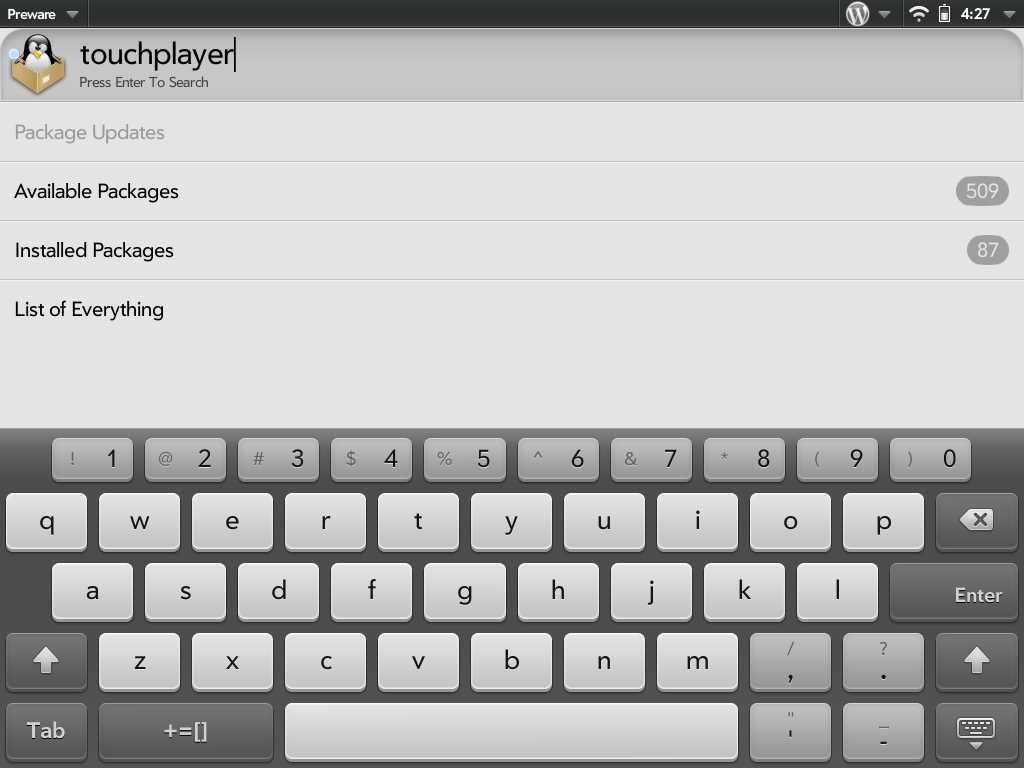 Preware 4:27
touchplayer
Press Enter To Search
Package Updates
Available Packages 509
Installed Packages 87
List of Everything
! 1 @ 2 # 3 $ 4 % 5 ^ 6 & 7 * 8 ( 9 ) 0
q w e r t y u i o p
a s d f g h j k l Enter
z x c v b n m / , ? .
Tab +=[] " ' _ -